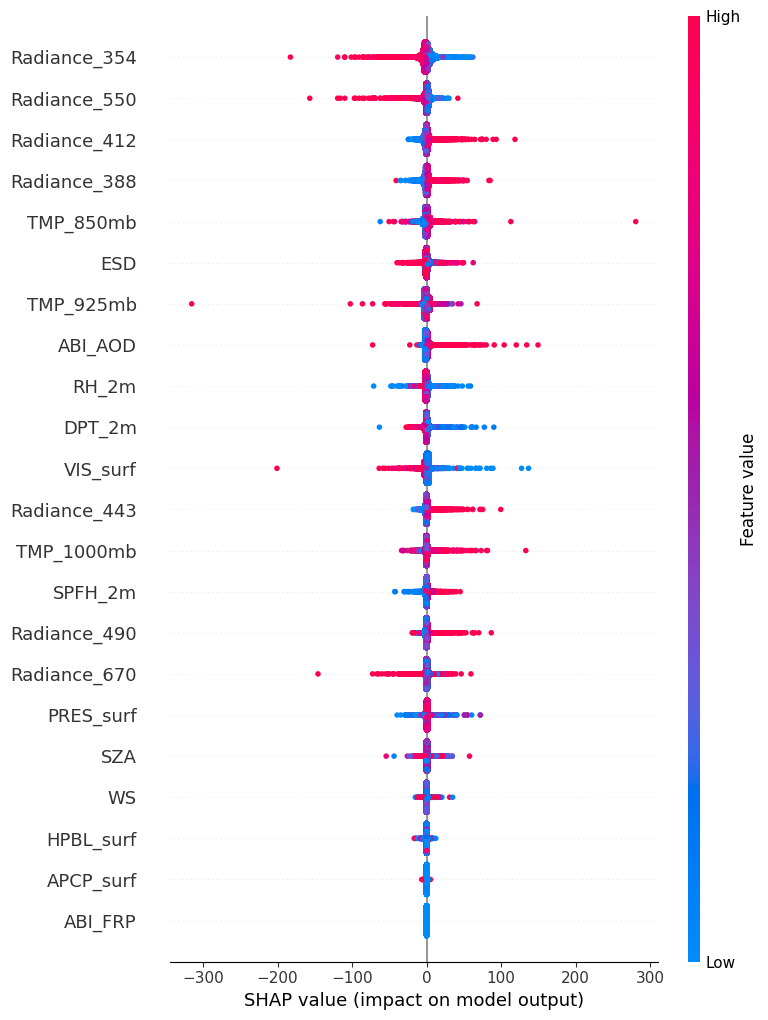 High
Radiance_354
Radiance_550
Radiance_412
Radiance_388
TMP_850mb
ESD
TMP_925mb
ABI_AOD
RH_2m
DPT_2m
VIS_surf
Radiance_443
TMP_1000mb
SPFH_2m
Radiance_490
Radiance_670
PRES_surf
SZA
WS
HPBL_surf
APCP_surf
ABI_FRP
Feature value
Low
−300 −200 −100 0 100 200 300
SHAP value (impact on model output)